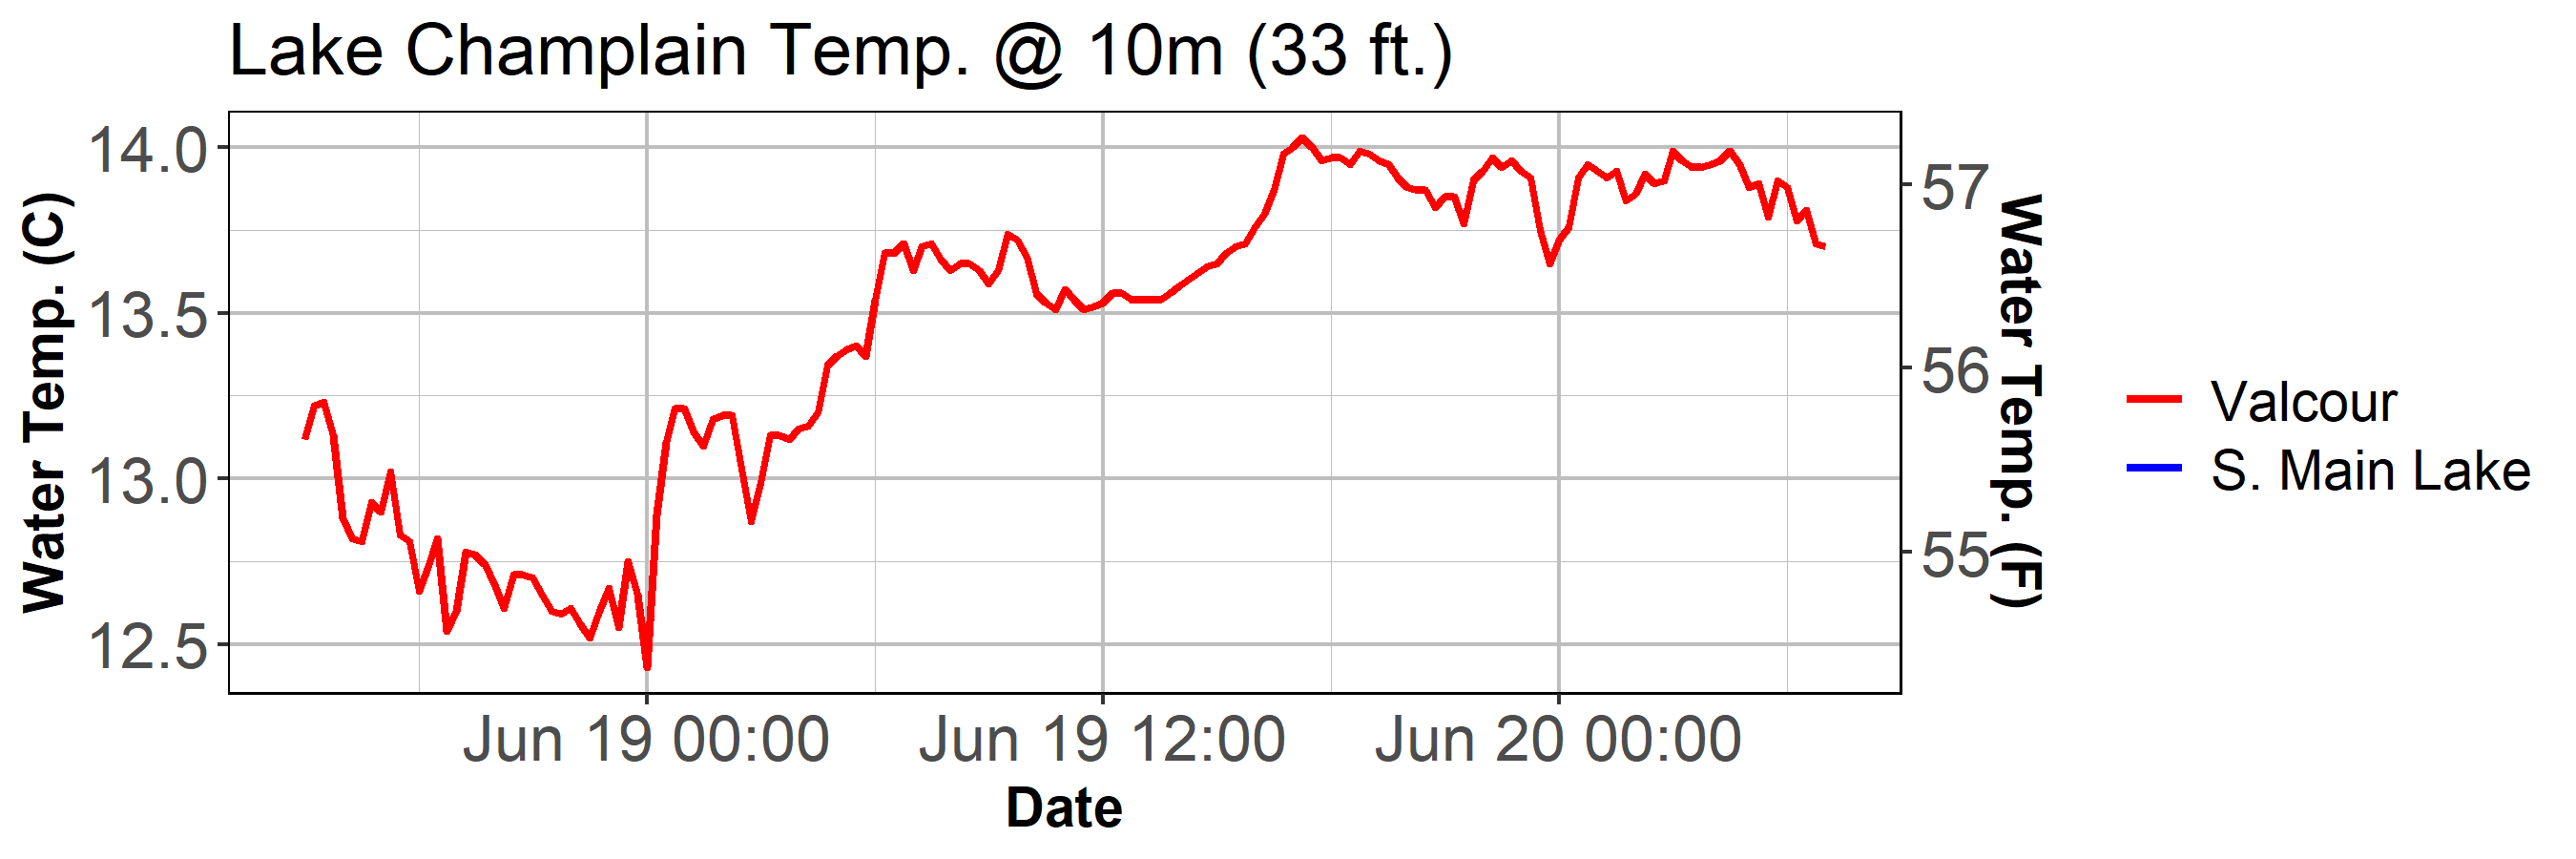 Lake Champlain Temp. @ 10m (33 ft.)
Water Temp. (C)
14.0
13.5
13.0
12.5
57
56
55
Water Temp. (F)
Jun 19 00:00
Jun 19 12:00
Jun 20 00:00
Date
Valcour
S. Main Lake